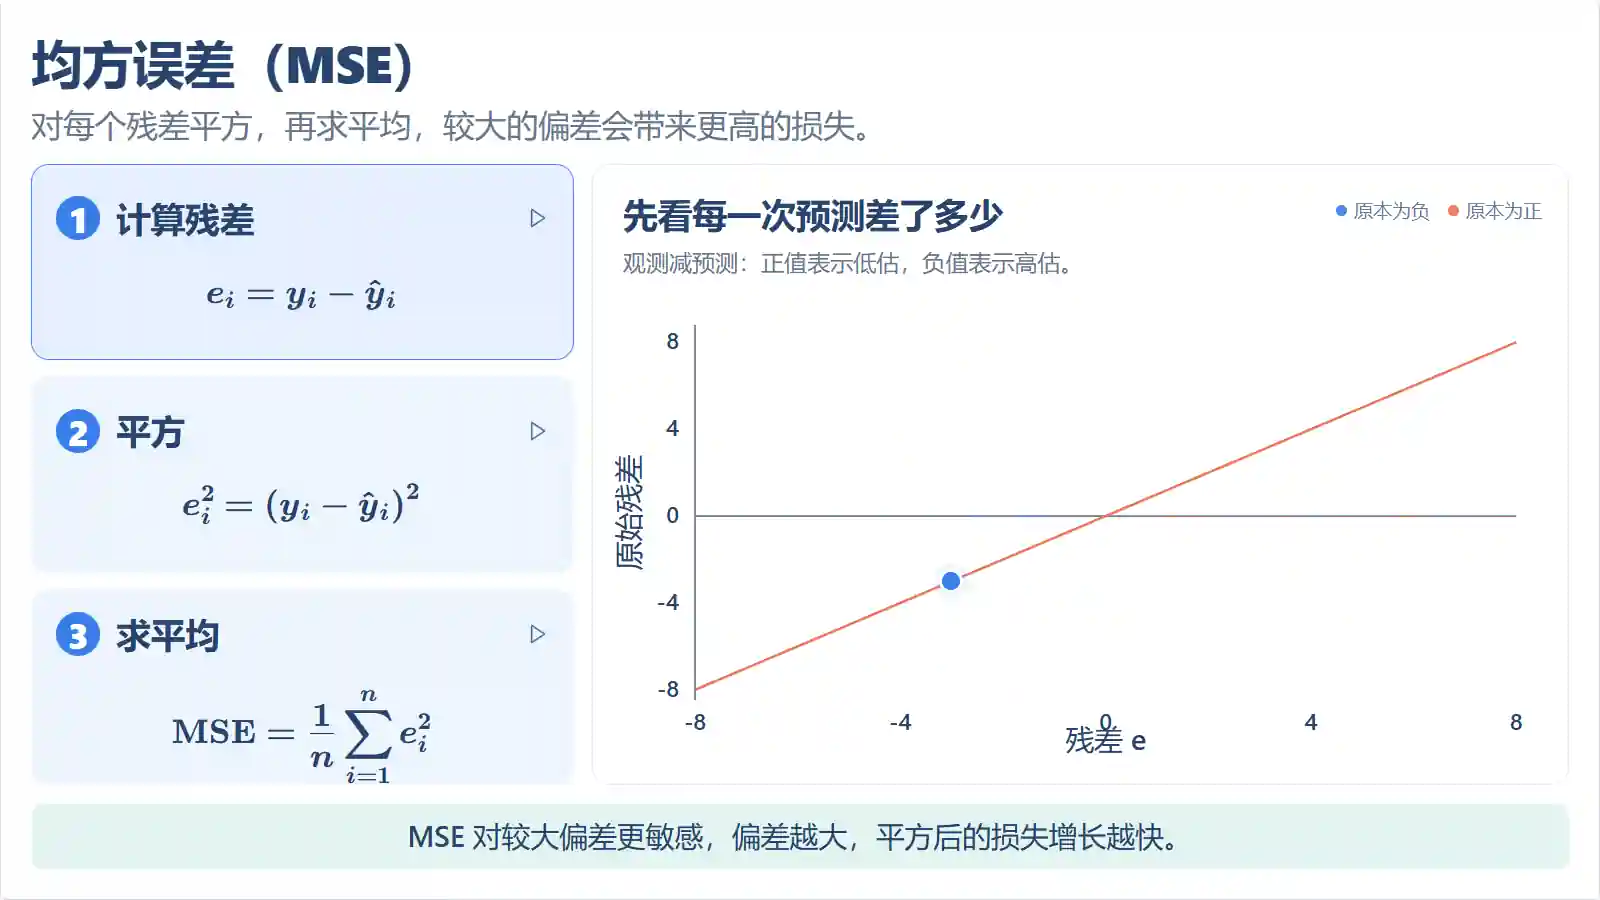 均方误差（MSE）
对每个残差平方，再求平均，较大的偏差会带来更高的损失。
1 计算残差
e_i = y_i − ŷ_i
2 平方
e_i^2 = (y_i − ŷ_i)^2
3 求平均
MSE = \frac{1}{n} \sum_{i=1}^{n} e_i^2
先看每一次预测差了多少
原本为负 原本为正
观测减预测：正值表示低估，负值表示高估。
原始残差
8
4
0
-4
-8
-8 -4 0 4 8
残差 e
MSE 对较大偏差更敏感，偏差越大，平方后的损失增长越快。